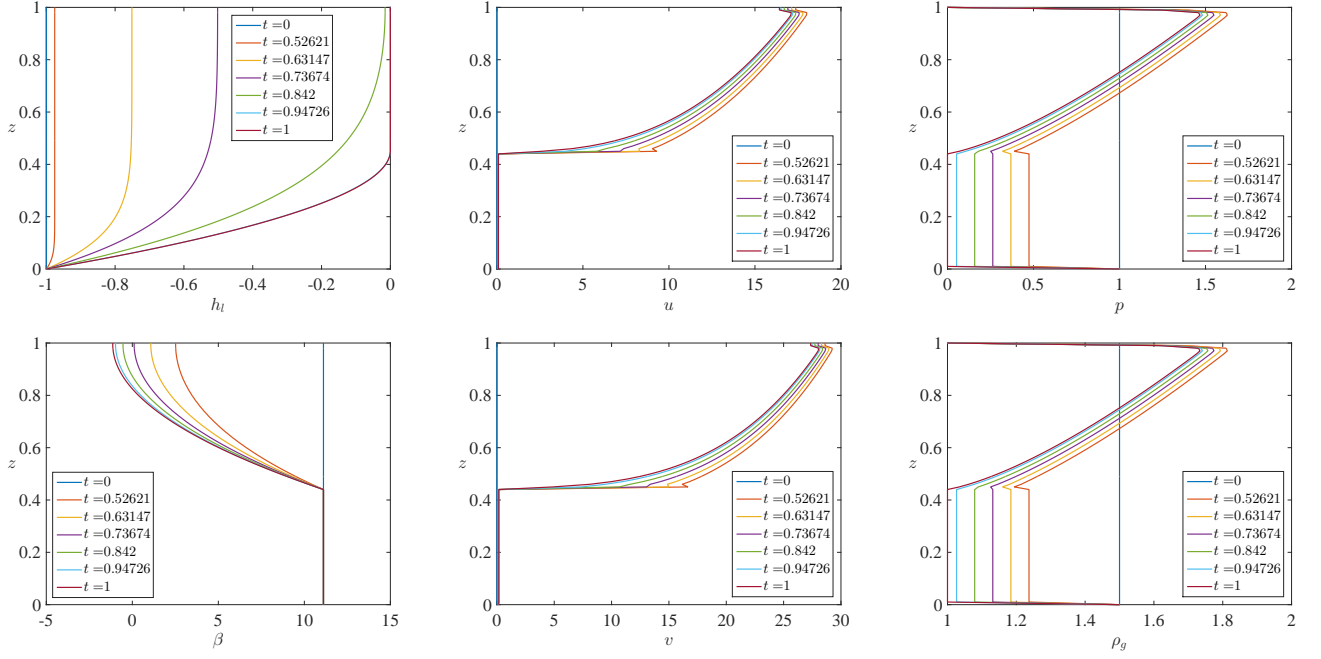 1
0.8
0.6
0.4
0.2
0
z
-1
-0.8
-0.6
-0.4
-0.2
0
h_l
t =0
t =0.52621
t =0.63147
t =0.73674
t =0.842
t =0.94726
t =1
1
0.8
0.6
0.4
0.2
0
z
0
5
10
15
20
u
t =0
t =0.52621
t =0.63147
t =0.73674
t =0.842
t =0.94726
t =1
1
0.8
0.6
0.4
0.2
0
z
0
0.5
1
1.5
2
p
t =0
t =0.52621
t =0.63147
t =0.73674
t =0.842
t =0.94726
t =1
1
0.8
0.6
0.4
0.2
0
z
-5
0
5
10
15
β
t =0
t =0.52621
t =0.63147
t =0.73674
t =0.842
t =0.94726
t =1
1
0.8
0.6
0.4
0.2
0
z
0
5
10
15
20
25
30
v
t =0
t =0.52621
t =0.63147
t =0.73674
t =0.842
t =0.94726
t =1
1
0.8
0.6
0.4
0.2
0
z
1
1.2
1.4
1.6
1.8
2
ρ_g
t =0
t =0.52621
t =0.63147
t =0.73674
t =0.842
t =0.94726
t =1